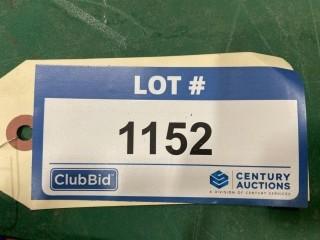 LOT #
1152
ClubBid
CENTURY
AUCTIONS
A DIVISION OF CENTURY SERVICES